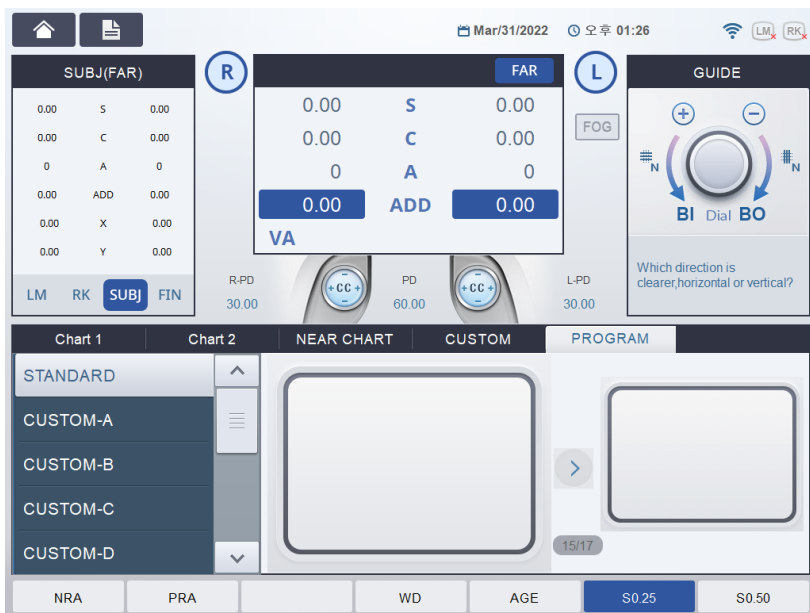 Mar/31/2022 오후 01:26 LM RK
SUBJ(FAR)
0.00 S 0.00
0.00 C 0.00
0 A 0
0.00 ADD 0.00
0.00 X 0.00
0.00 Y 0.00
LM RK SUBJ FIN
R
FAR
0.00 S 0.00
0.00 C 0.00
0 A 0
0.00 ADD 0.00
VA
L
FOG
R-PD
30.00
+CC+
PD
60.00
+CC+
L-PD
30.00
GUIDE
+ −
N N
BI Dial BO
Which direction is
clearer,horizontal or vertical?
Chart 1 Chart 2 NEAR CHART CUSTOM PROGRAM
STANDARD
CUSTOM-A
CUSTOM-B
CUSTOM-C
CUSTOM-D
15/17
NRA PRA WD AGE S0.25 S0.50